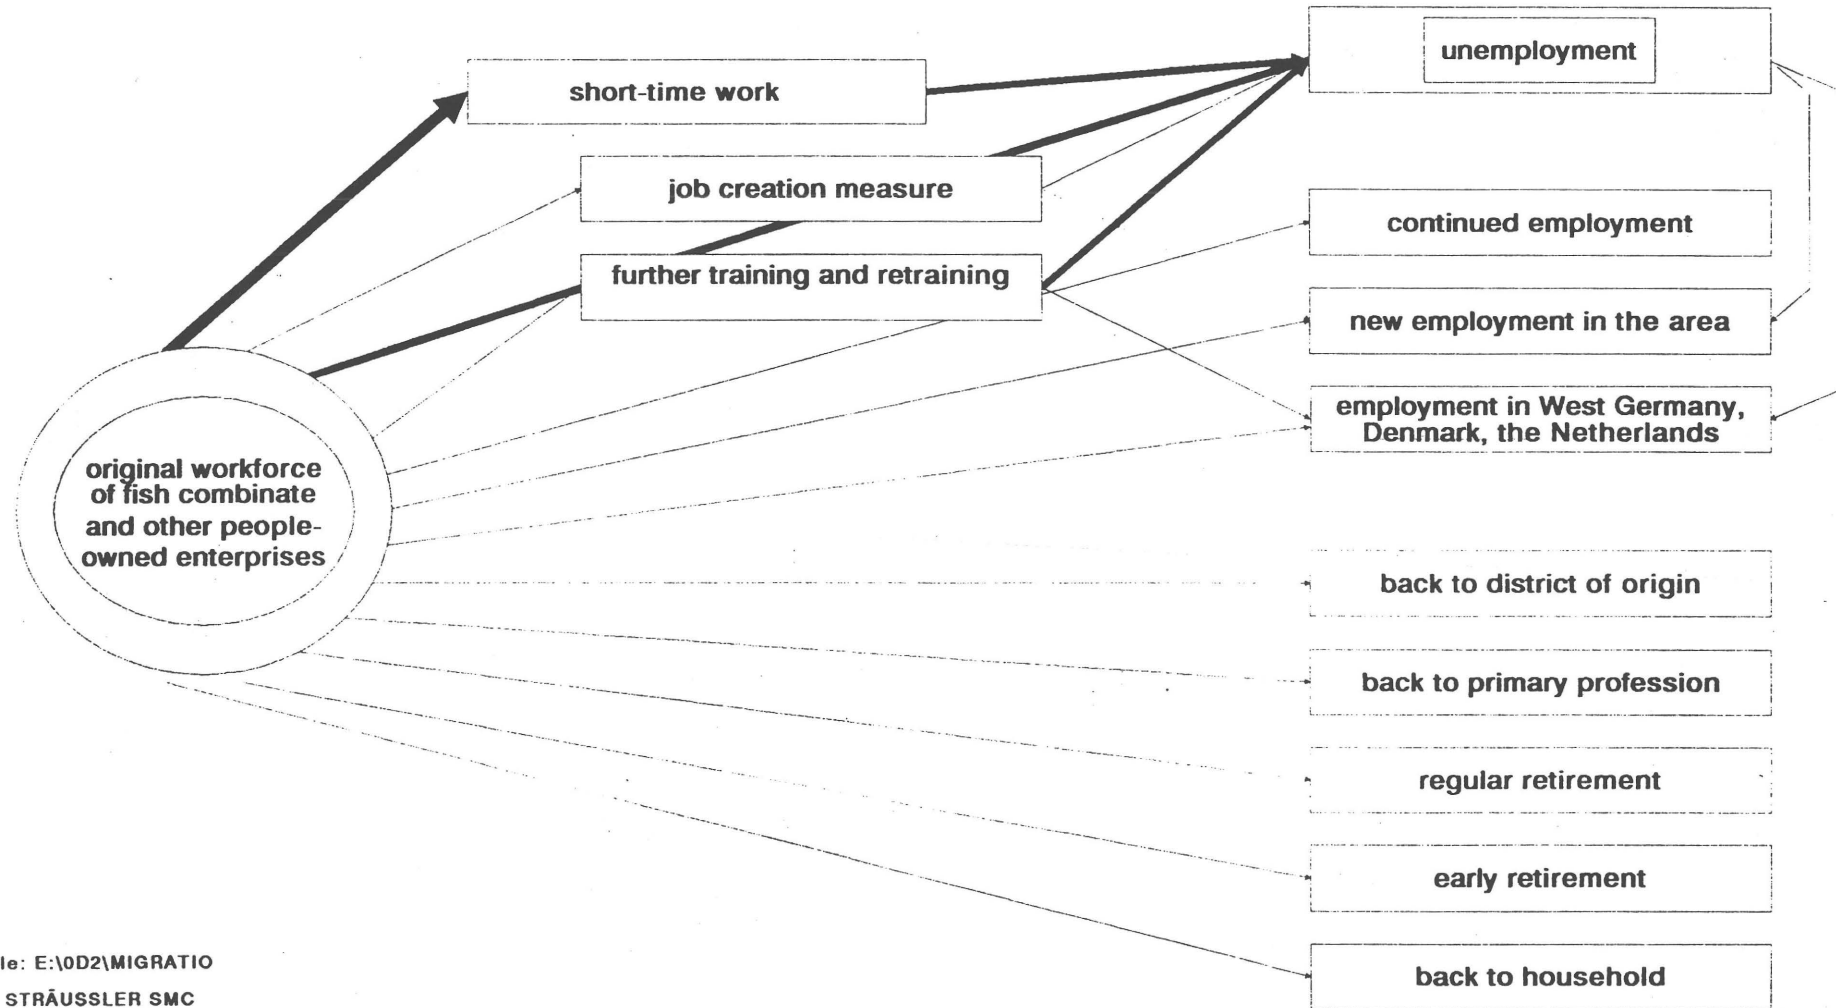 unemployment
short-time work
job creation measure
continued employment
further training and retraining
new employment in the area
employment in West Germany,
Denmark, the Netherlands
original workforce
of fish combinate
and other people-
owned enterprises
back to district of origin
back to primary profession
regular retirement
early retirement
back to household
le: E:\0D2\MIGRATIO
STRÄUSSLER SMC